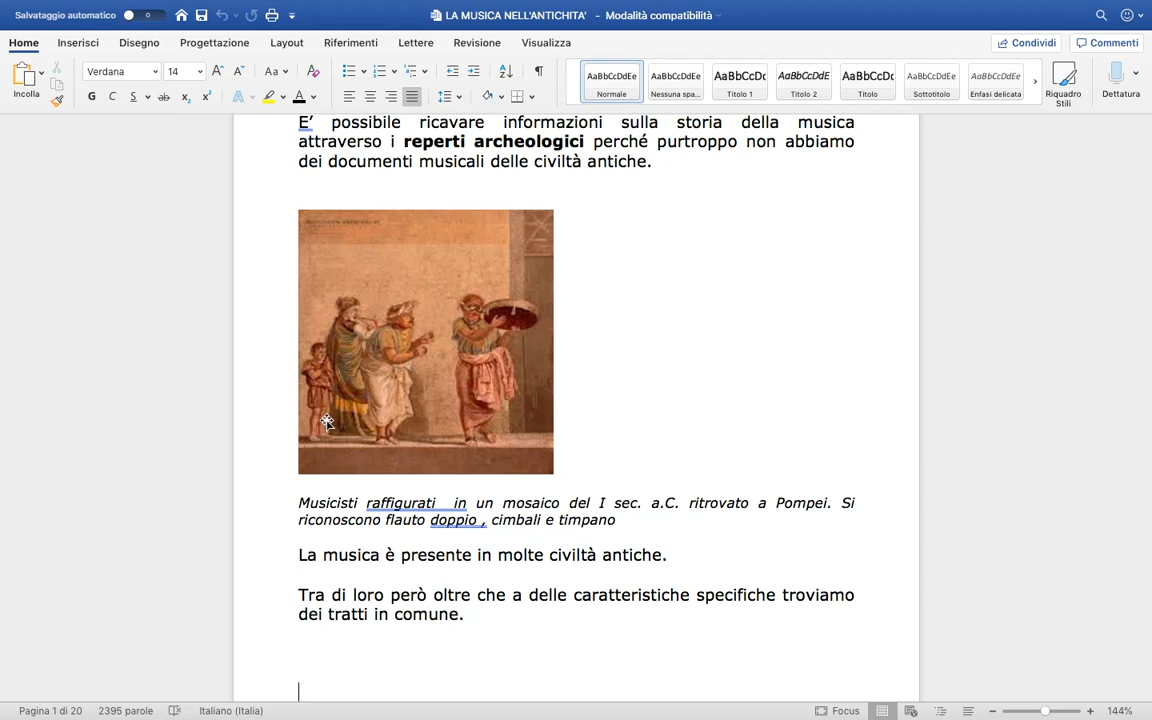 Salvataggio automatico
LA MUSICA NELL'ANTICHITA' - Modalità compatibilità
Home Inserisci Disegno Progettazione Layout Riferimenti Lettere Revisione Visualizza
Condividi Commenti
Incolla
Verdana 14
Aa
G C S ab x₂ x² A A
AaBbCcDdEe AaBbCcDdEe AaBbCcDc AaBbCcDdE AaBbCcDc AaBbCcDdEe AaBbCcDdEe
Normale Nessuna spa... Titolo 1 Titolo 2 Titolo Sottotitolo Enfasi delicata
Riquadro Stili
Dettatura
E' possibile ricavare informazioni sulla storia della musica
attraverso i reperti archeologici perché purtroppo non abbiamo
dei documenti musicali delle civiltà antiche.
Musicisti raffigurati in un mosaico del I sec. a.C. ritrovato a Pompei. Si
riconoscono flauto doppio , cimbali e timpano
La musica è presente in molte civiltà antiche.
Tra di loro però oltre che a delle caratteristiche specifiche troviamo
dei tratti in comune.
Pagina 1 di 20 2395 parole Italiano (Italia) Focus 144%